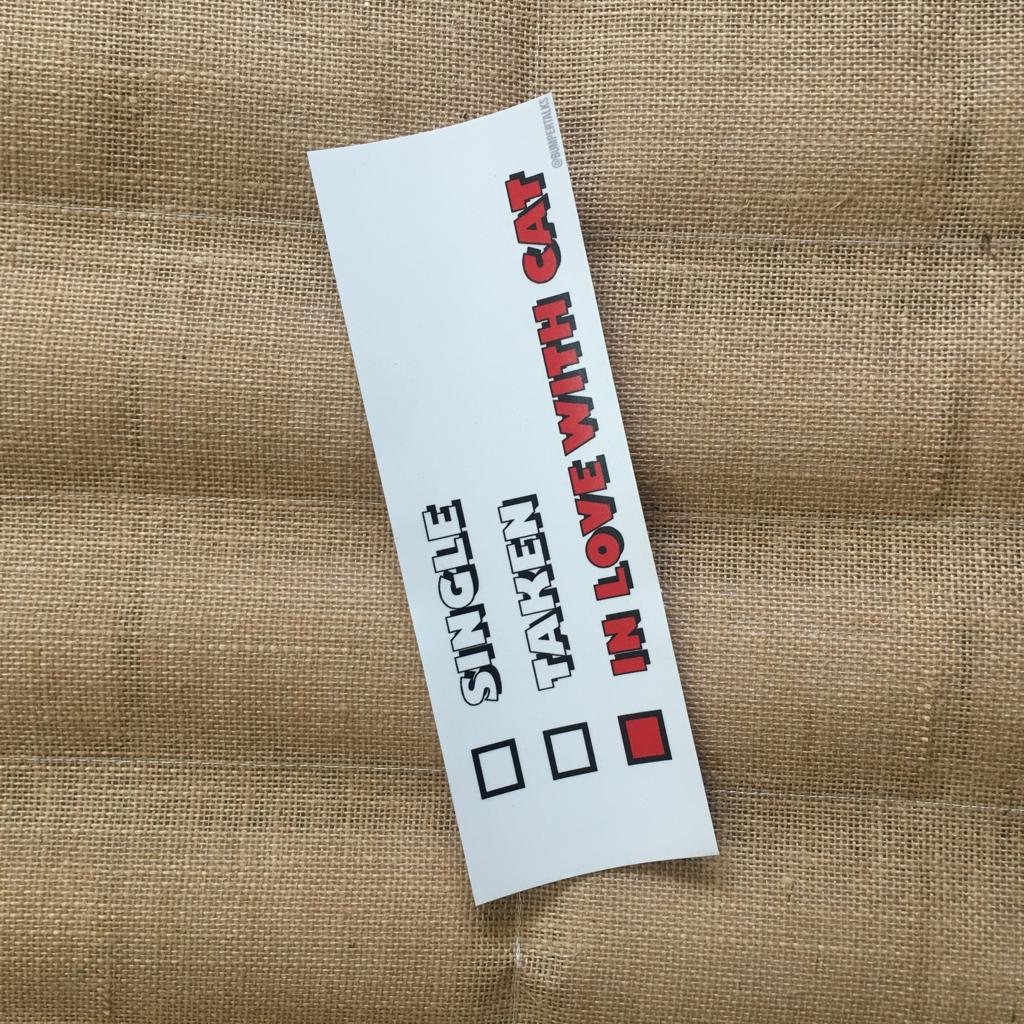 SINGLE
TAKEN
IN LOVE WITH CAT
@BUMPERTALKS